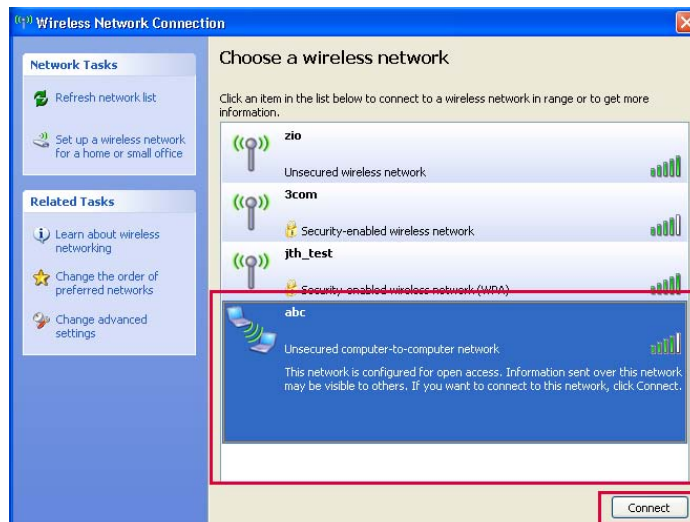 Wireless Network Connection
Network Tasks
Refresh network list
Set up a wireless network
for a home or small office
Related Tasks
Learn about wireless
networking
Change the order of
preferred networks
Change advanced
settings
Choose a wireless network
Click an item in the list below to connect to a wireless network in range or to get more
information.
zio
Unsecured wireless network
3com
Security-enabled wireless network
jth_test
Security-enabled wireless network (WPA)
abc
Unsecured computer-to-computer network
This network is configured for open access. Information sent over this network
may be visible to others. If you want to connect to this network, click Connect.
Connect